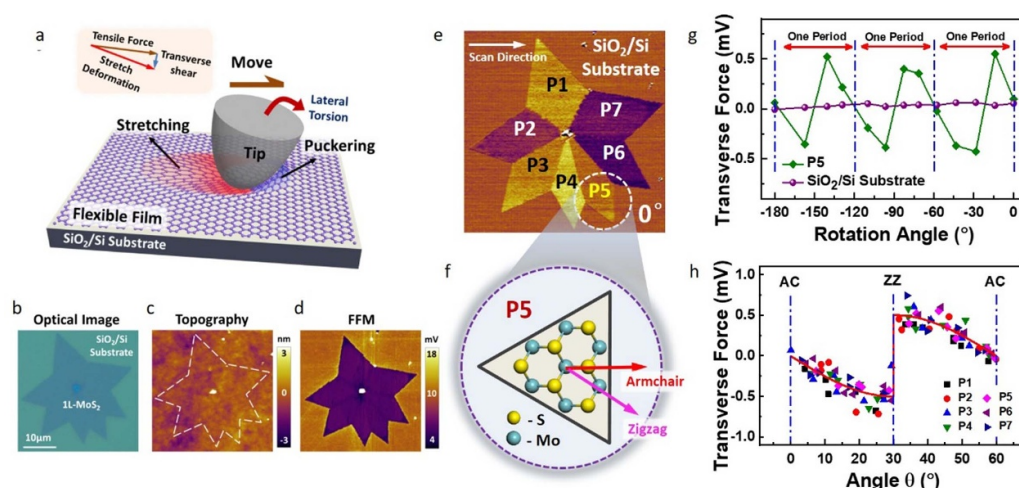 a
Tensile Force
Transverse
shear
Stretch
Deformation
Move
Lateral
Torsion
Stretching
Tip
Puckering
Flexible Film
SiO₂/Si Substrate
b
Optical Image
SiO₂/Si
Substrate
1L-MoS₂
10μm
c
Topography
nm
3
0
-3
d
FFM
mV
18
4
e
Scan Direction
SiO₂/Si
Substrate
P1
P7
P2
P3
P6
P4
P5
0°
f
P5
Armchair
Zigzag
- S
- Mo
g
Transverse Force (mV)
One Period
One Period
One Period
0.5
0.0
-0.5
P5
SiO₂/Si Substrate
-180
-150
-120
-90
-60
-30
0
Rotation Angle (°)
h
Transverse Force (mV)
AC
ZZ
AC
1.0
0.5
0.0
-0.5
-1.0
P1
P5
P2
P6
P3
P7
P4
0
10
20
30
40
50
60
Angle θ (°)